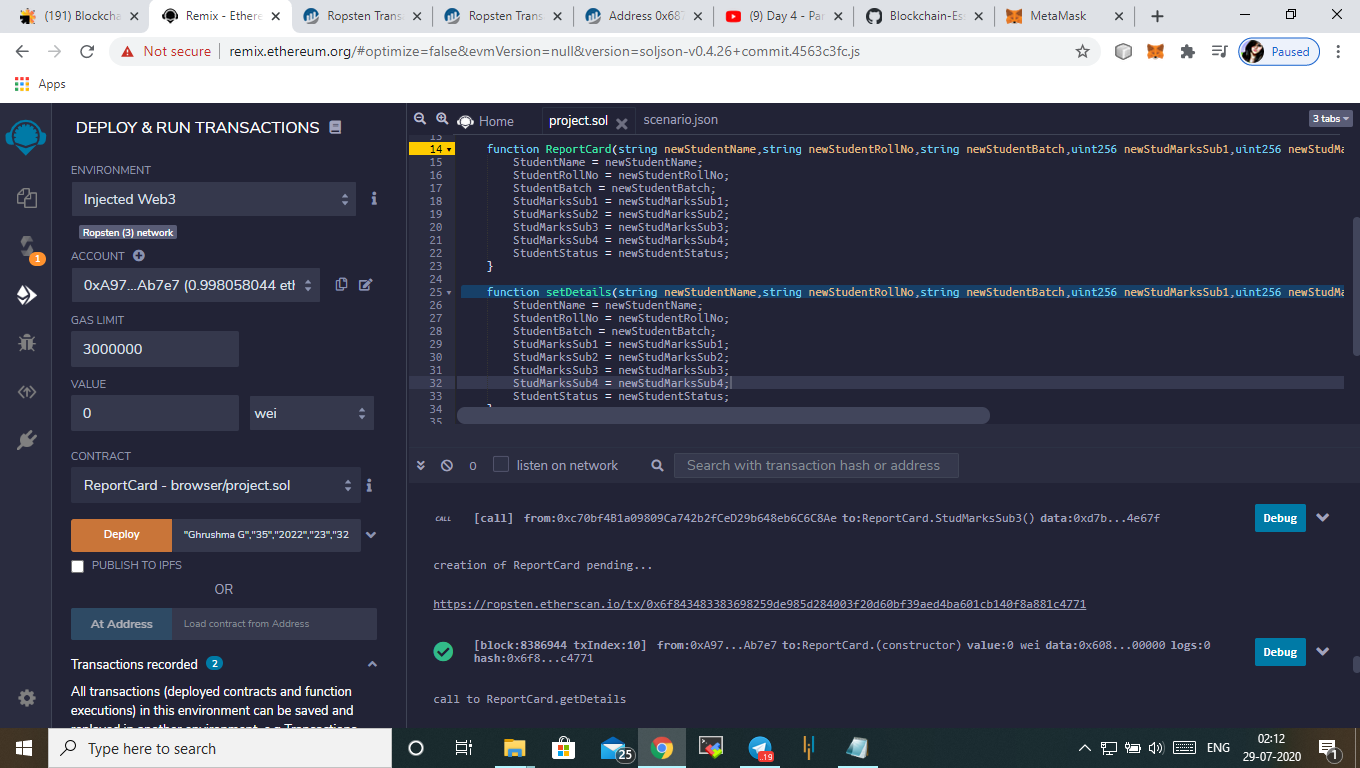 (191) Blockcha
Remix - Ethere
Ropsten Trans
Ropsten Trans
Address 0x687
(9) Day 4 - Par
Blockchain-Ess
MetaMask
Not secure
remix.ethereum.org/#optimize=false&evmVersion=null&version=soljson-v0.4.26+commit.4563c3fc.js
Paused
Apps
DEPLOY & RUN TRANSACTIONS
ENVIRONMENT
Injected Web3
Ropsten (3) network
ACCOUNT
0xA97...Ab7e7 (0.998058044 eth
GAS LIMIT
3000000
VALUE
0
wei
CONTRACT
ReportCard - browser/project.sol
Deploy
"Ghrushma G","35","2022","23","32
PUBLISH TO IPFS
OR
At Address
Load contract from Address
Transactions recorded 2
All transactions (deployed contracts and function
executions) in this environment can be saved and
replayed in another environment. e.g Transactions
1
Home
project.sol
scenario.json
3 tabs
13
14 function ReportCard(string newStudentName,string newStudentRollNo,string newStudentBatch,uint256 newStudMarksSub1,uint256 newStudMa
15 StudentName = newStudentName;
16 StudentRollNo = newStudentRollNo;
17 StudentBatch = newStudentBatch;
18 StudMarksSub1 = newStudMarksSub1;
19 StudMarksSub2 = newStudMarksSub2;
20 StudMarksSub3 = newStudMarksSub3;
21 StudMarksSub4 = newStudMarksSub4;
22 StudentStatus = newStudentStatus;
23 }
24
25 function setDetails(string newStudentName,string newStudentRollNo,string newStudentBatch,uint256 newStudMarksSub1,uint256 newStudMa
26 StudentName = newStudentName;
27 StudentRollNo = newStudentRollNo;
28 StudentBatch = newStudentBatch;
29 StudMarksSub1 = newStudMarksSub1;
30 StudMarksSub2 = newStudMarksSub2;
31 StudMarksSub3 = newStudMarksSub3;
32 StudMarksSub4 = newStudMarksSub4;
33 StudentStatus = newStudentStatus;
34 }
35
0
listen on network
Search with transaction hash or address
CALL [call] from:0xc70bf4B1a09809Ca742b2fCeD29b648eb6C6C8Ae to:ReportCard.StudMarksSub3() data:0xd7b...4e67f
Debug
creation of ReportCard pending...
https://ropsten.etherscan.io/tx/0x6f843483383698259de985d284003f20d60bf39aed4ba601cb140f8a881c4771
[block:8386944 txIndex:10] from:0xA97...Ab7e7 to:ReportCard.(constructor) value:0 wei data:0x608...00000 logs:0
hash:0x6f8...c4771
Debug
call to ReportCard.getDetails
Type here to search
25
.19
ENG
02:12
29-07-2020
1